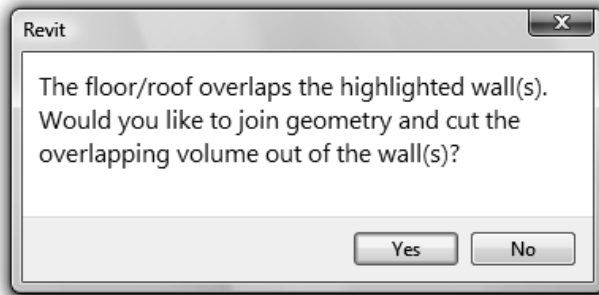 Revit
The floor/roof overlaps the highlighted wall(s).
Would you like to join geometry and cut the
overlapping volume out of the wall(s)?
Yes No